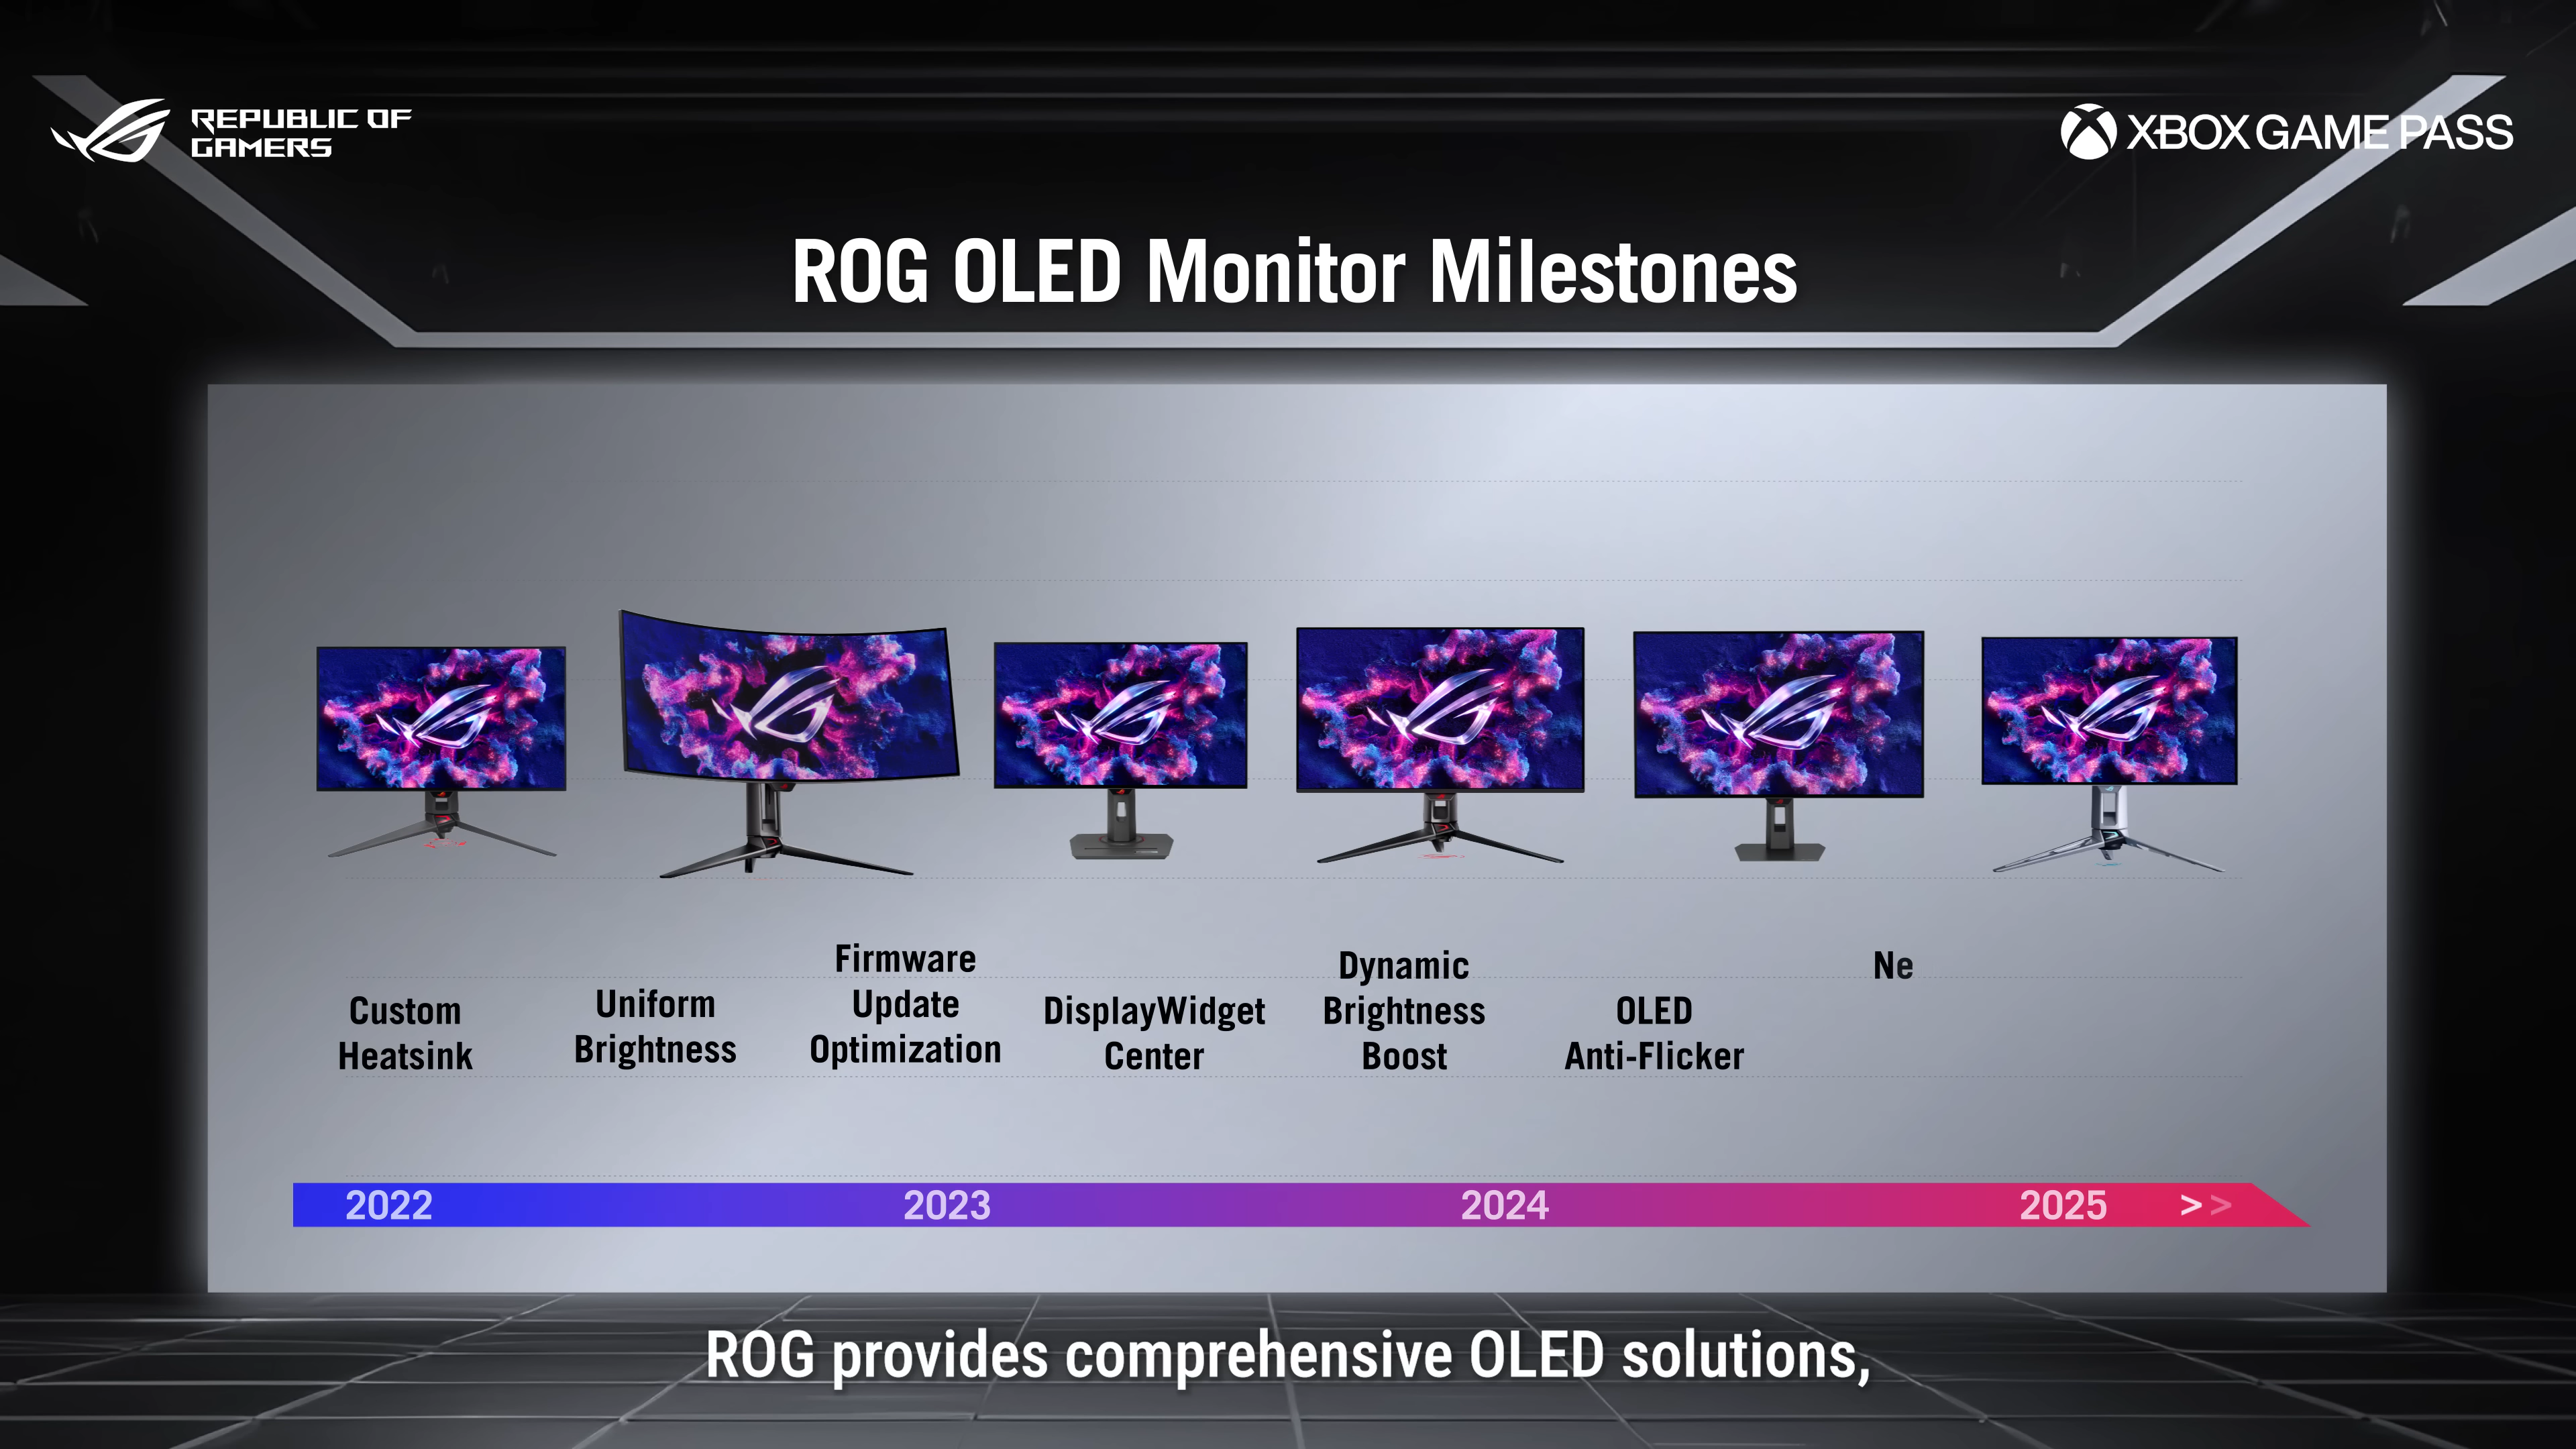 REPUBLIC OF
GAMERS
XBOX GAME PASS
ROG OLED Monitor Milestones
Custom
Heatsink
Uniform
Brightness
Firmware
Update
Optimization
DisplayWidget
Center
Dynamic
Brightness
Boost
OLED
Anti-Flicker
Ne
2022
2023
2024
2025
> >
ROG provides comprehensive OLED solutions,